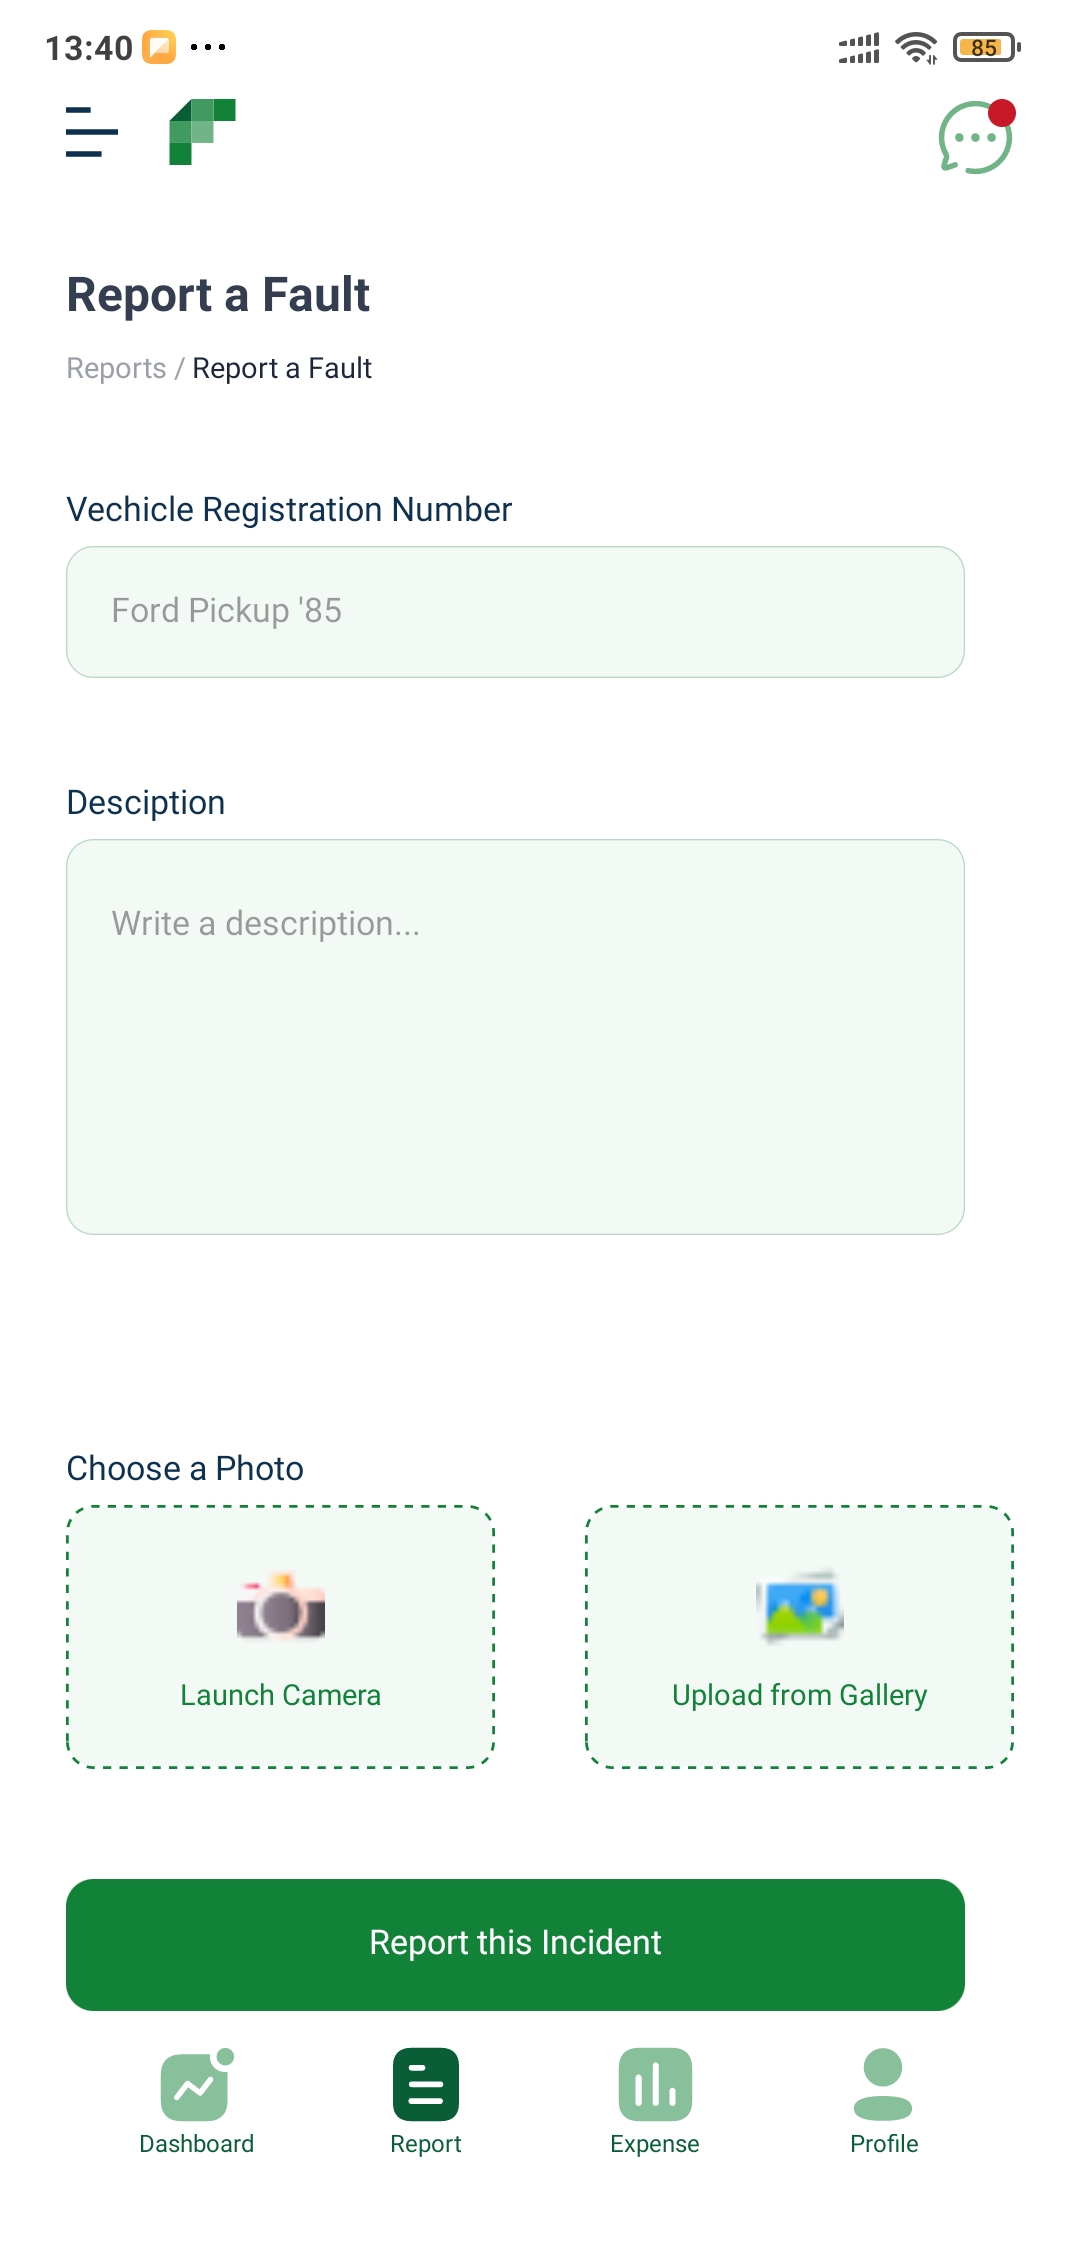 13:40
85
Report a Fault
Reports / Report a Fault
Vechicle Registration Number
Ford Pickup '85
Desciption
Write a description...
Choose a Photo
Launch Camera
Upload from Gallery
Report this Incident
Dashboard
Report
Expense
Profile